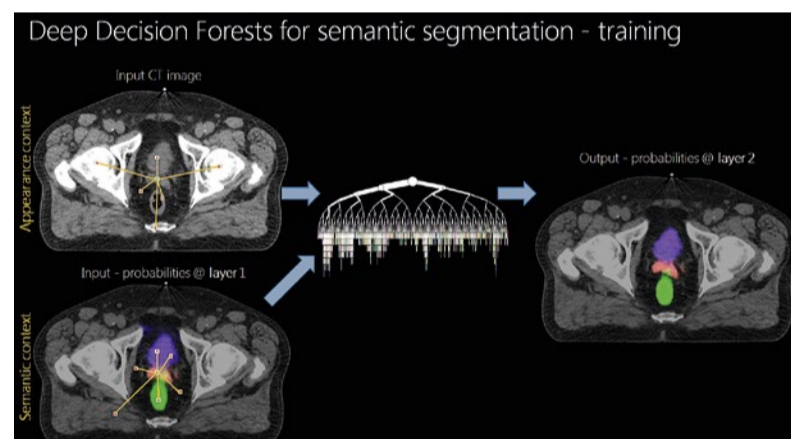 Deep Decision Forests for semantic segmentation - training
Input CT image
Appearance context
Output - probabilities @ layer 2
Input - probabilities @ layer 1
Semantic context